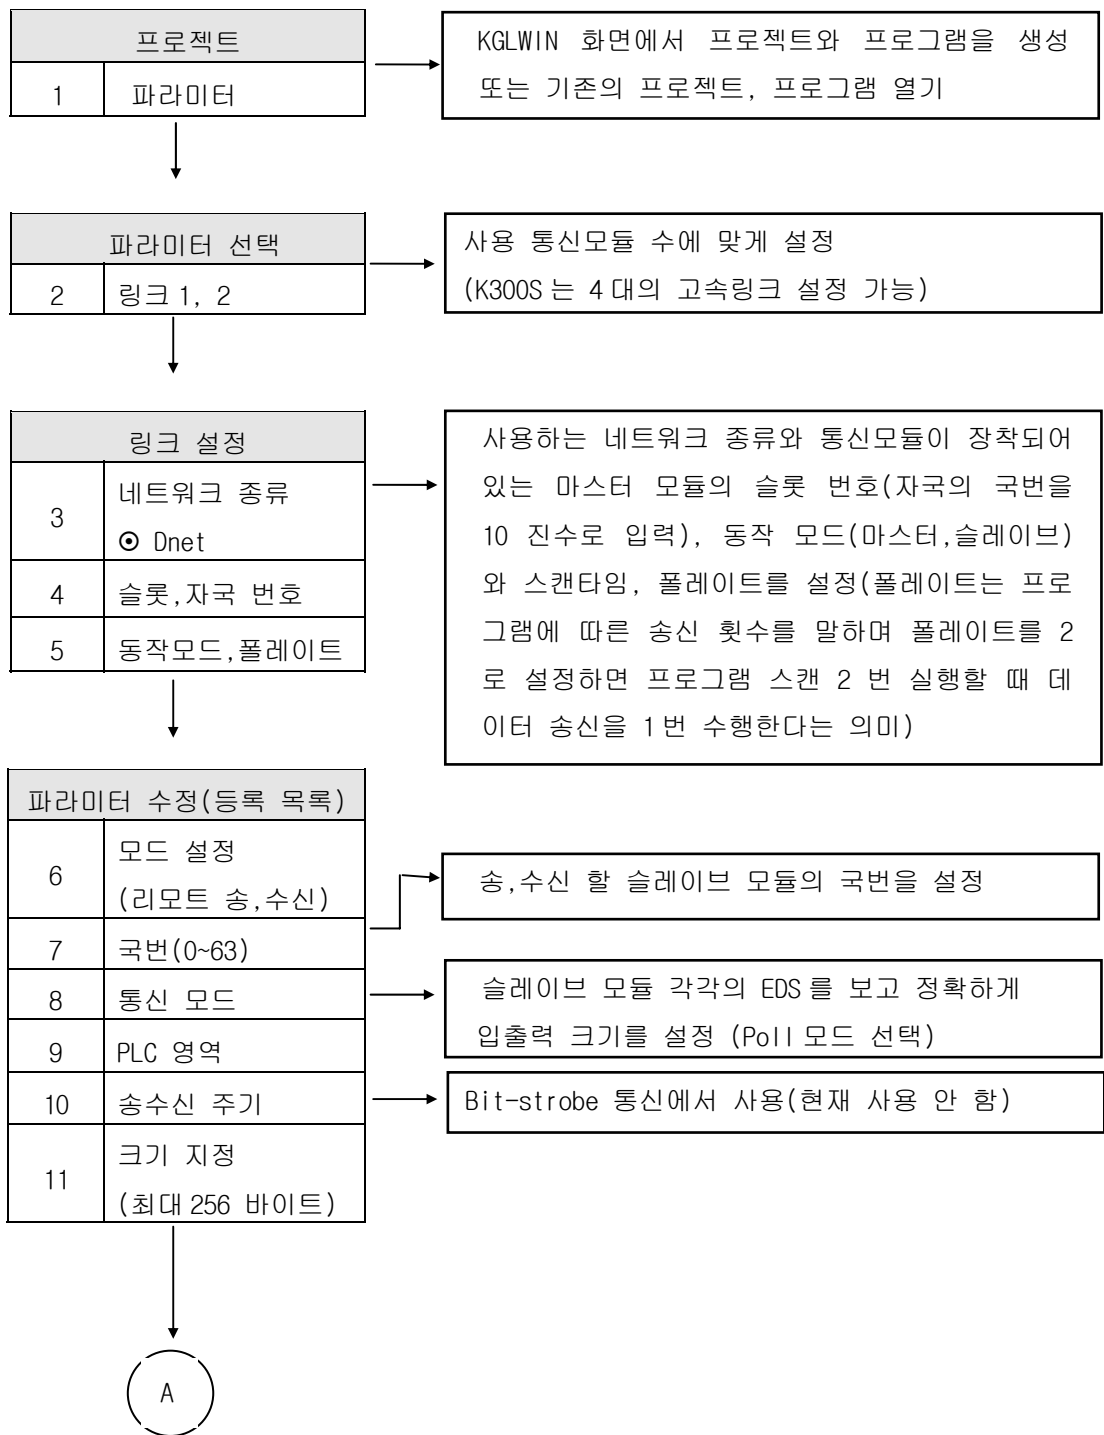 프로젝트
1 파라미터
KGLWIN 화면에서 프로젝트와 프로그램을 생성
또는 기존의 프로젝트, 프로그램 열기
파라미터 선택
2 링크 1, 2
사용 통신모듈 수에 맞게 설정
(K300S 는 4 대의 고속링크 설정 가능)
링크 설정
3 네트워크 종류
⊙ Dnet
4 슬롯,자국 번호
5 동작모드,폴레이트
사용하는 네트워크 종류와 통신모듈이 장착되어
있는 마스터 모듈의 슬롯 번호(자국의 국번을
10 진수로 입력), 동작 모드(마스터,슬레이브)
와 스캔타임, 폴레이트를 설정(폴레이트는 프로
그램에 따른 송신 횟수를 말하며 폴레이트를 2
로 설정하면 프로그램 스캔 2 번 실행할 때 데
이터 송신을 1 번 수행한다는 의미)
파라미터 수정(등록 목록)
6 모드 설정
(리모트 송,수신)
7 국번(0~63)
8 통신 모드
9 PLC 영역
10 송수신 주기
11 크기 지정
(최대 256 바이트)
송,수신 할 슬레이브 모듈의 국번을 설정
슬레이브 모듈 각각의 EDS 를 보고 정확하게
입출력 크기를 설정 (Poll 모드 선택)
Bit-strobe 통신에서 사용(현재 사용 안 함)
A